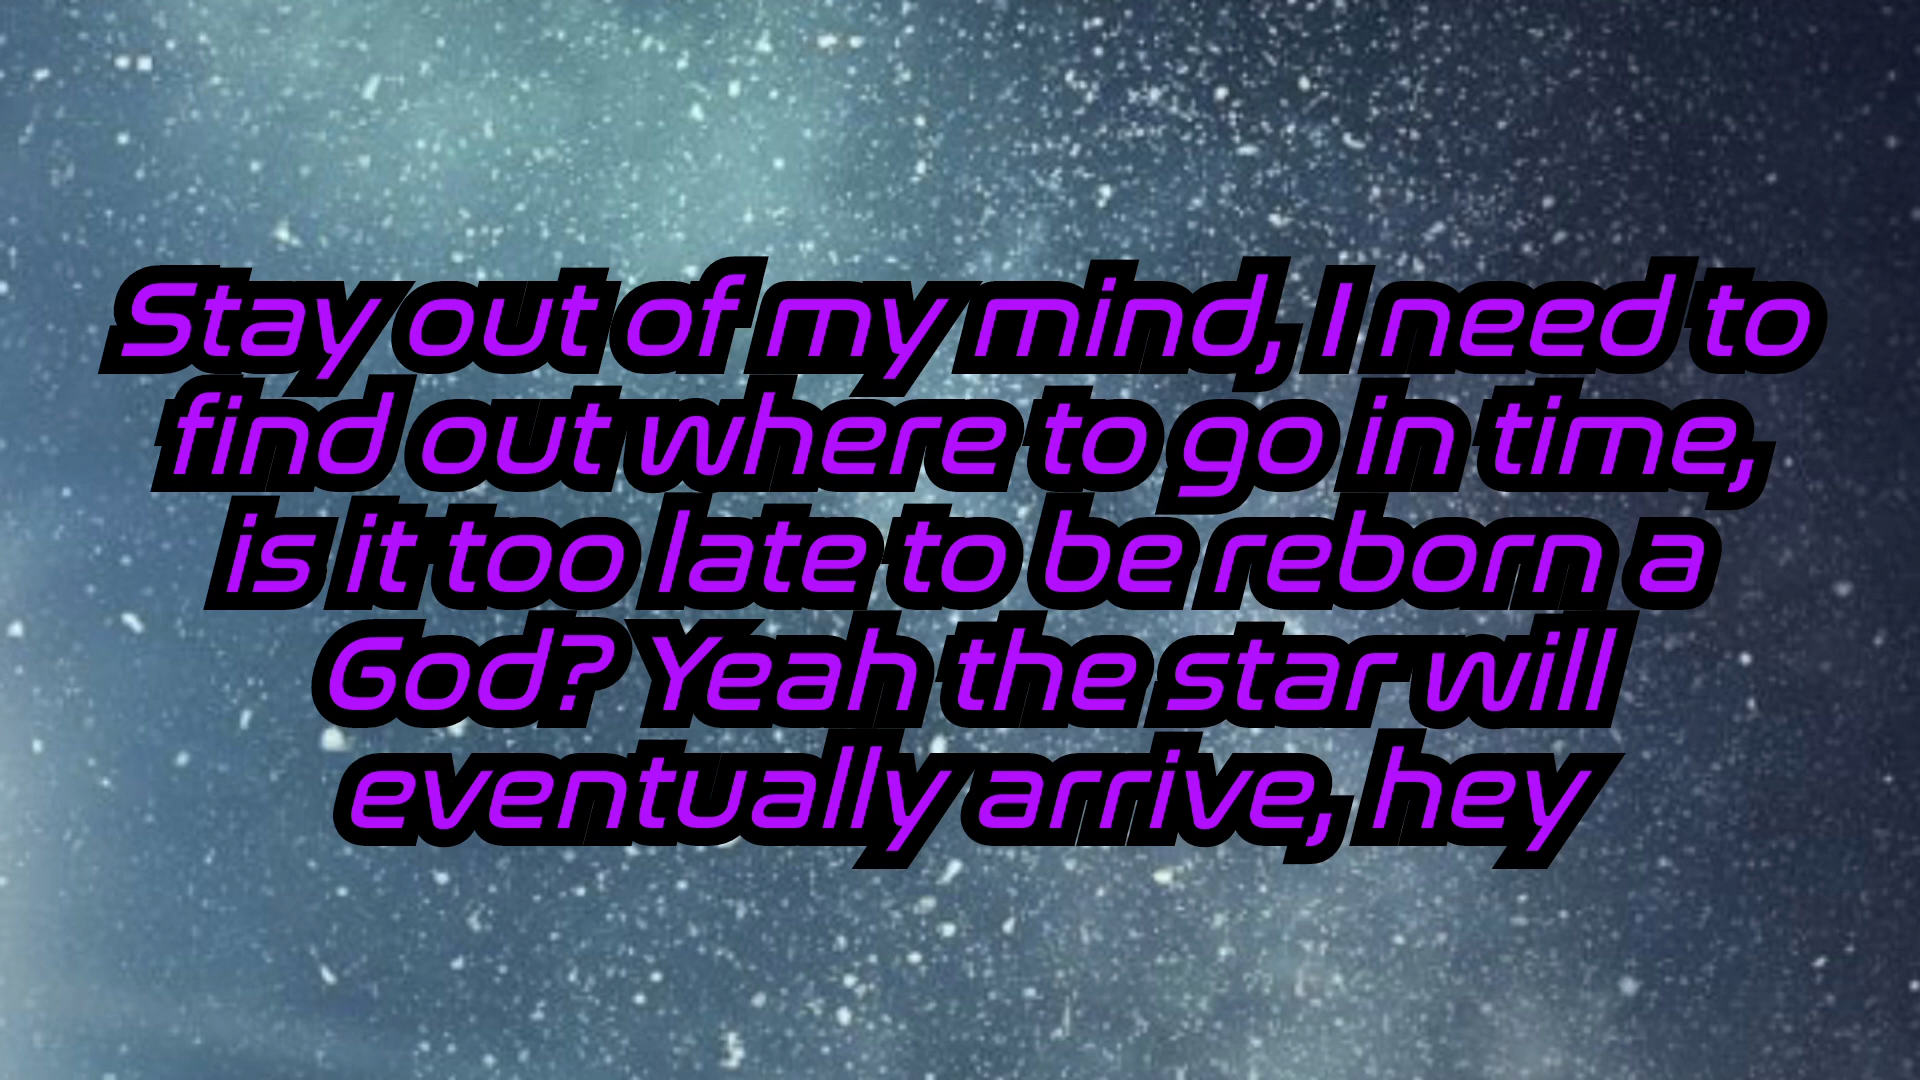 Stay out of my mind, I need to
find out where to go in time,
is it too late to be reborn a
God? Yeah the star will
eventually arrive, hey